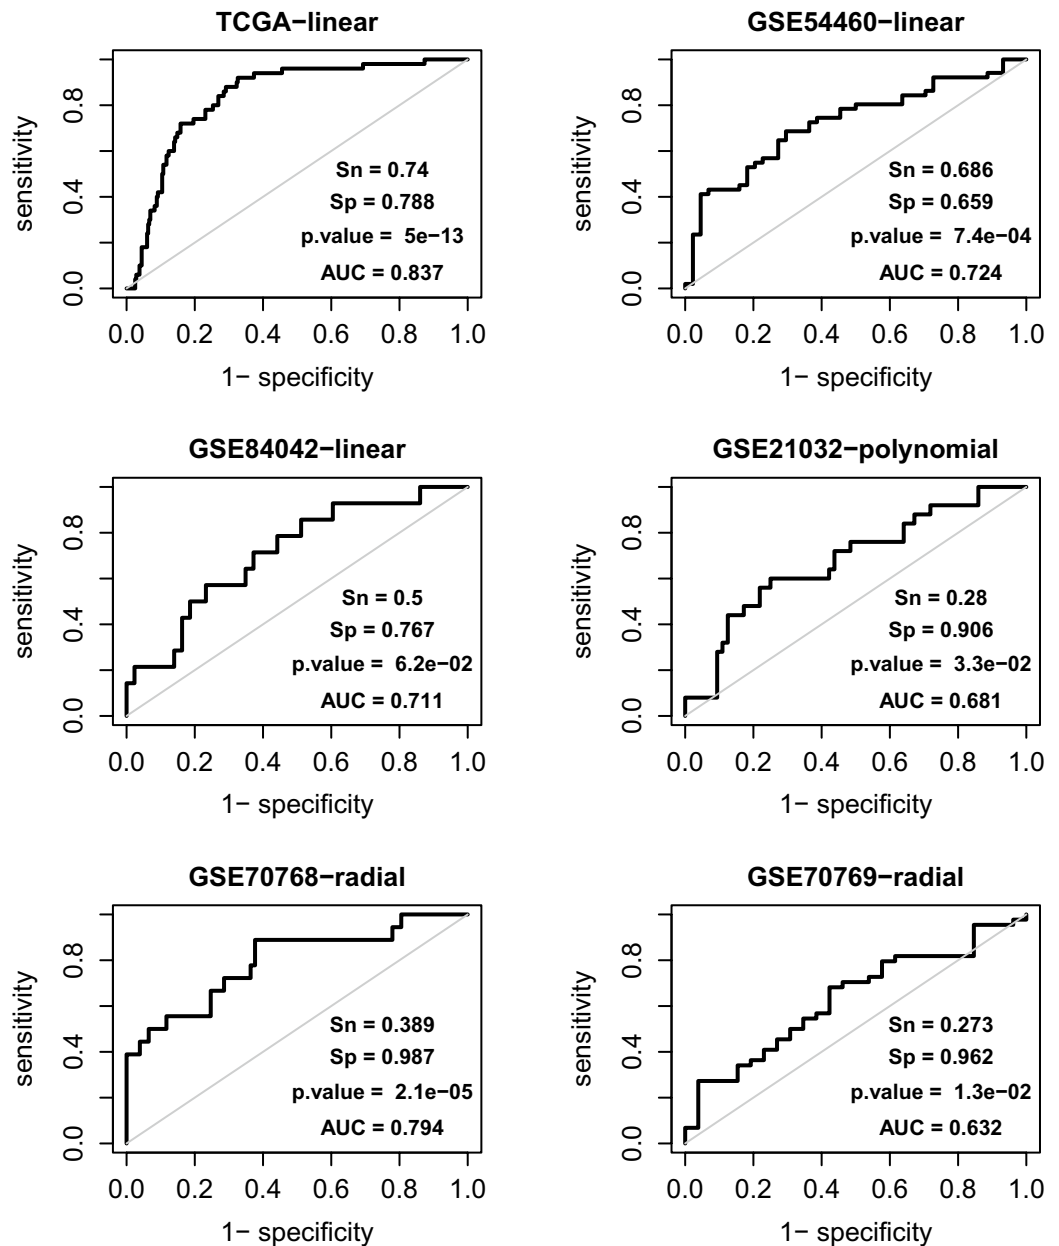 TCGA−linear
sensitivity
0.0 0.4 0.8
Sn = 0.74
Sp = 0.788
p.value = 5e−13
AUC = 0.837
0.0 0.2 0.4 0.6 0.8 1.0
1− specificity
GSE54460−linear
sensitivity
0.0 0.4 0.8
Sn = 0.686
Sp = 0.659
p.value = 7.4e−04
AUC = 0.724
0.0 0.2 0.4 0.6 0.8 1.0
1− specificity
GSE84042−linear
sensitivity
0.0 0.4 0.8
Sn = 0.5
Sp = 0.767
p.value = 6.2e−02
AUC = 0.711
0.0 0.2 0.4 0.6 0.8 1.0
1− specificity
GSE21032−polynomial
sensitivity
0.0 0.4 0.8
Sn = 0.28
Sp = 0.906
p.value = 3.3e−02
AUC = 0.681
0.0 0.2 0.4 0.6 0.8 1.0
1− specificity
GSE70768−radial
sensitivity
0.0 0.4 0.8
Sn = 0.389
Sp = 0.987
p.value = 2.1e−05
AUC = 0.794
0.0 0.2 0.4 0.6 0.8 1.0
1− specificity
GSE70769−radial
sensitivity
0.0 0.4 0.8
Sn = 0.273
Sp = 0.962
p.value = 1.3e−02
AUC = 0.632
0.0 0.2 0.4 0.6 0.8 1.0
1− specificity